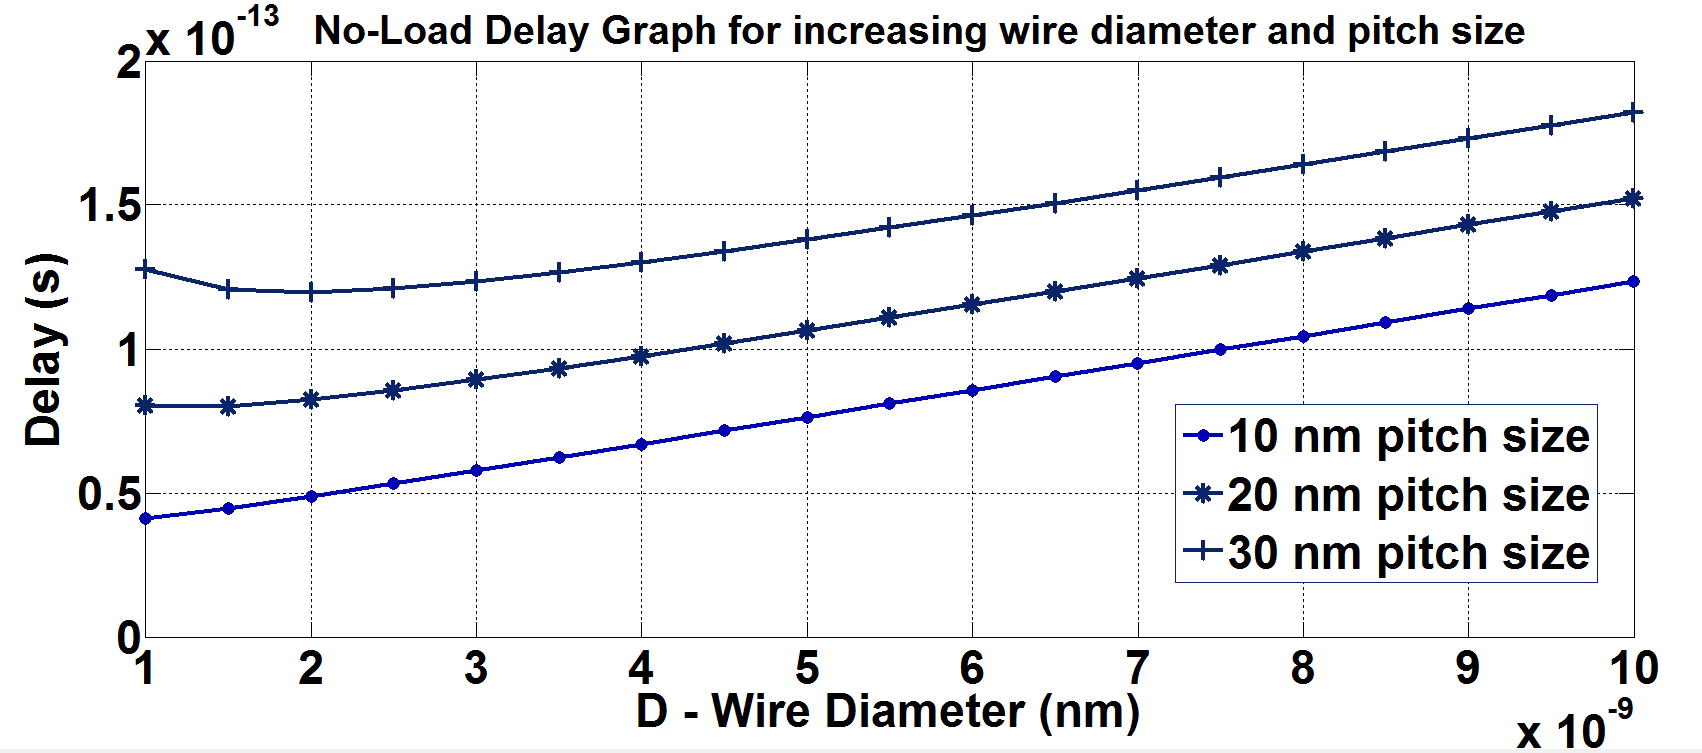 x 10-13
No-Load Delay Graph for increasing wire diameter and pitch size
2
1.5
1
0.5
0
Delay (s)
10 nm pitch size
20 nm pitch size
30 nm pitch size
1 2 3 4 5 6 7 8 9 10
D - Wire Diameter (nm)
x 10-9